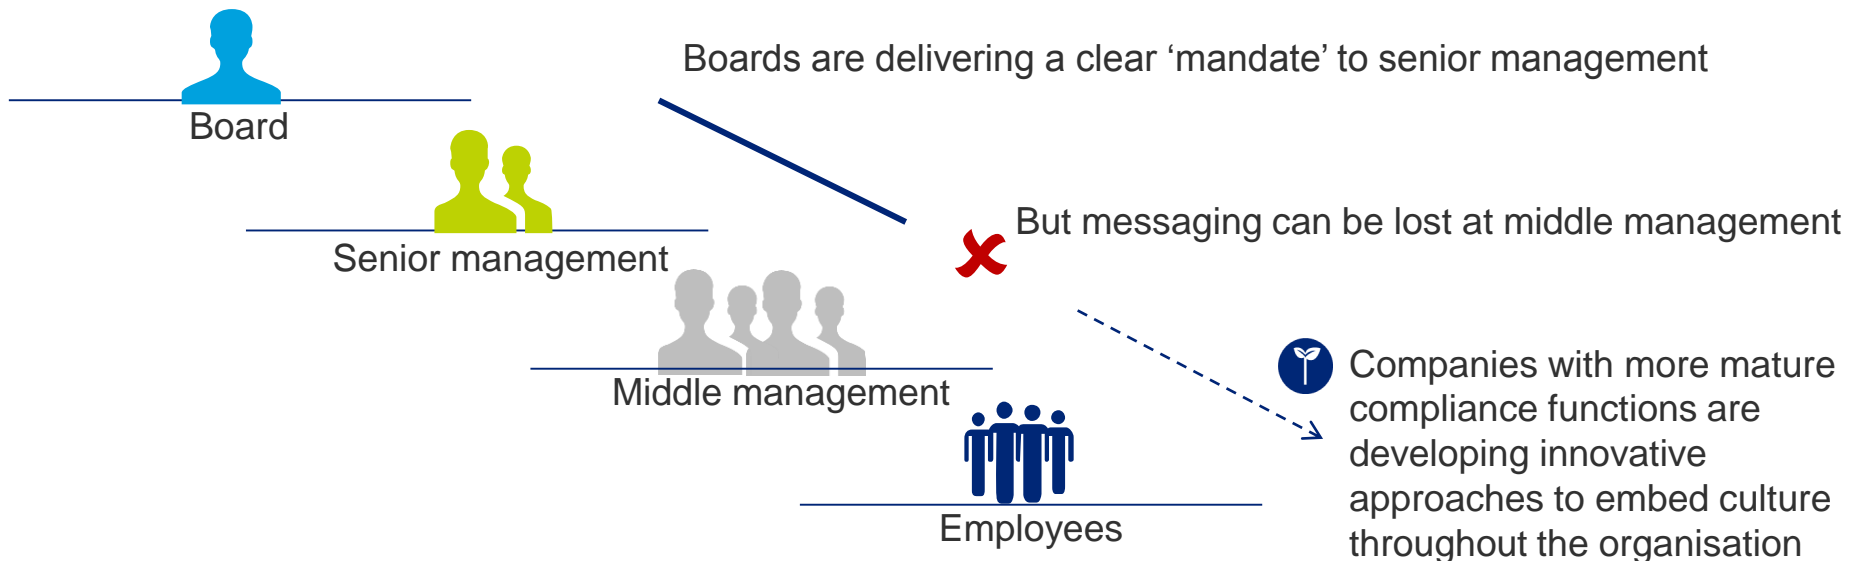 Boards are delivering a clear ‘mandate’ to senior management
Board
But messaging can be lost at middle management
Senior management
Middle management
Companies with more mature
compliance functions are
developing innovative
approaches to embed culture
throughout the organisation
Employees